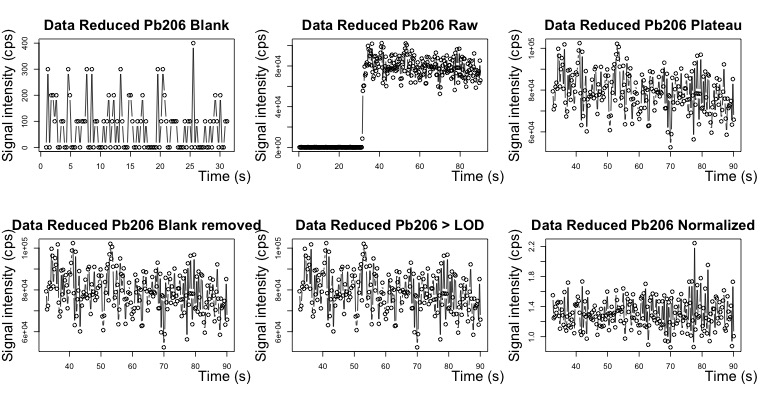 Data Reduced Pb206 Blank
Signal intensity (cps)
400
300
200
100
0
0 5 10 15 20 25 30
Time (s)
Data Reduced Pb206 Raw
Signal intensity (cps)
8e+04
4e+04
0e+00
0 20 40 60 80
Time (s)
Data Reduced Pb206 Plateau
Signal intensity (cps)
1e+05
8e+04
6e+04
40 50 60 70 80 90
Time (s)
Data Reduced Pb206 Blank removed
Signal intensity (cps)
1e+05
8e+04
6e+04
40 50 60 70 80 90
Time (s)
Data Reduced Pb206 > LOD
Signal intensity (cps)
1e+05
8e+04
6e+04
40 50 60 70 80 90
Time (s)
Data Reduced Pb206 Normalized
Signal intensity (cps)
2.2
1.8
1.4
1.0
40 50 60 70 80 90
Time (s)